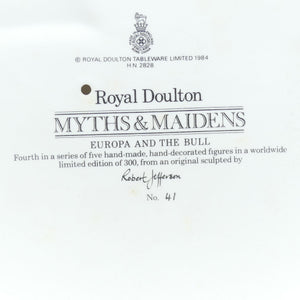 © ROYAL DOULTON TABLEWARE LIMITED 1984
H N 2828
Royal Doulton
MYTHS & MAIDENS
EUROPA AND THE BULL
Fourth in a series of five hand-made, hand-decorated figures in a worldwide
limited edition of 300, from an original sculpted by
Robert Jefferson
No. 41